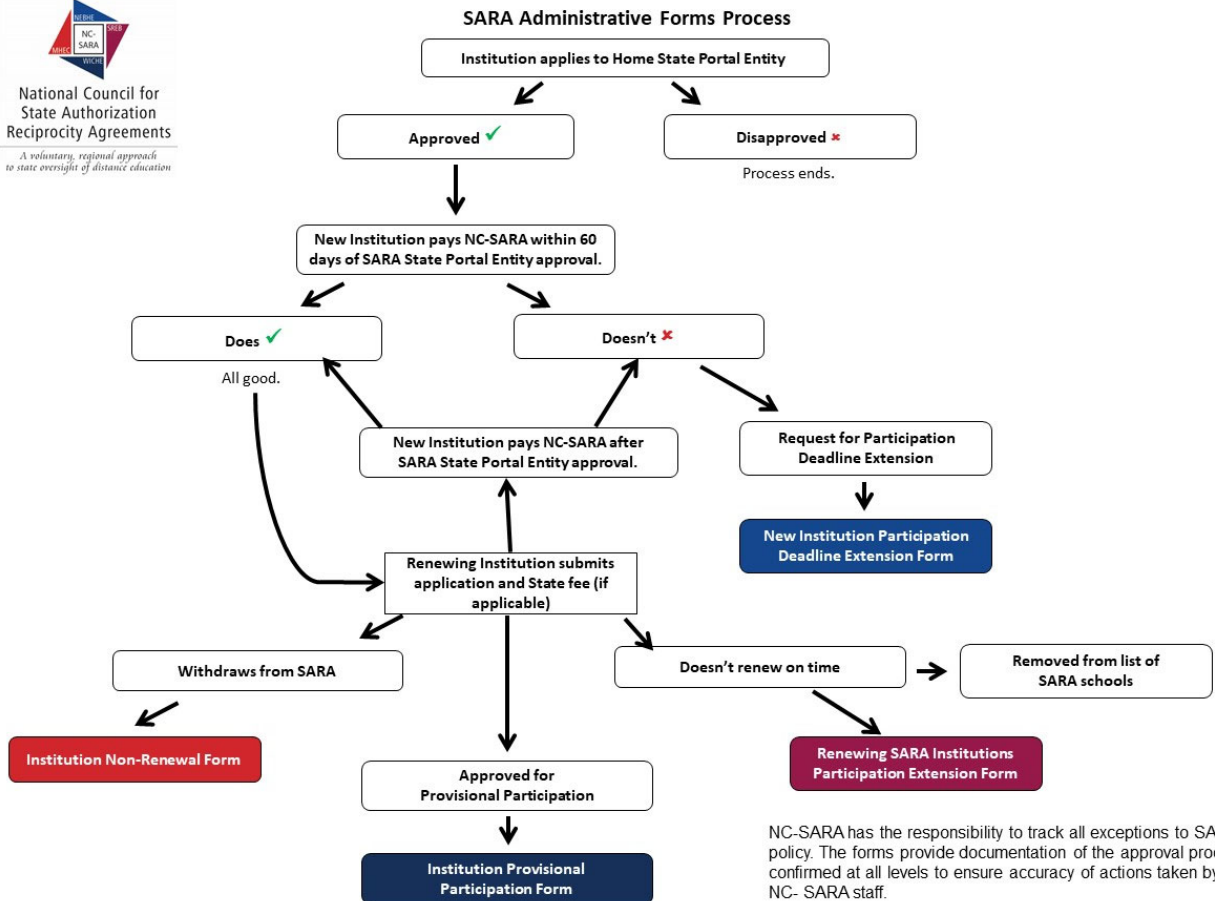 SARA Administrative Forms Process
NEBHE
SREB
NC-
SARA
MHEC
WICHE
National Council for
State Authorization
Reciprocity Agreements
A voluntary, regional approach
to state oversight of distance education
Institution applies to Home State Portal Entity
Approved ✓
Disapproved ✗
Process ends.
New Institution pays NC-SARA within 60
days of SARA State Portal Entity approval.
Does ✓
Doesn't ✗
All good.
New Institution pays NC-SARA after
SARA State Portal Entity approval.
Request for Participation
Deadline Extension
New Institution Participation
Deadline Extension Form
Renewing Institution submits
application and State fee (if
applicable)
Withdraws from SARA
Doesn't renew on time
Removed from list of
SARA schools
Institution Non-Renewal Form
Renewing SARA Institutions
Participation Extension Form
Approved for
Provisional Participation
Institution Provisional
Participation Form
NC-SARA has the responsibility to track all exceptions to SA
policy. The forms provide documentation of the approval proc
confirmed at all levels to ensure accuracy of actions taken by
NC- SARA staff.